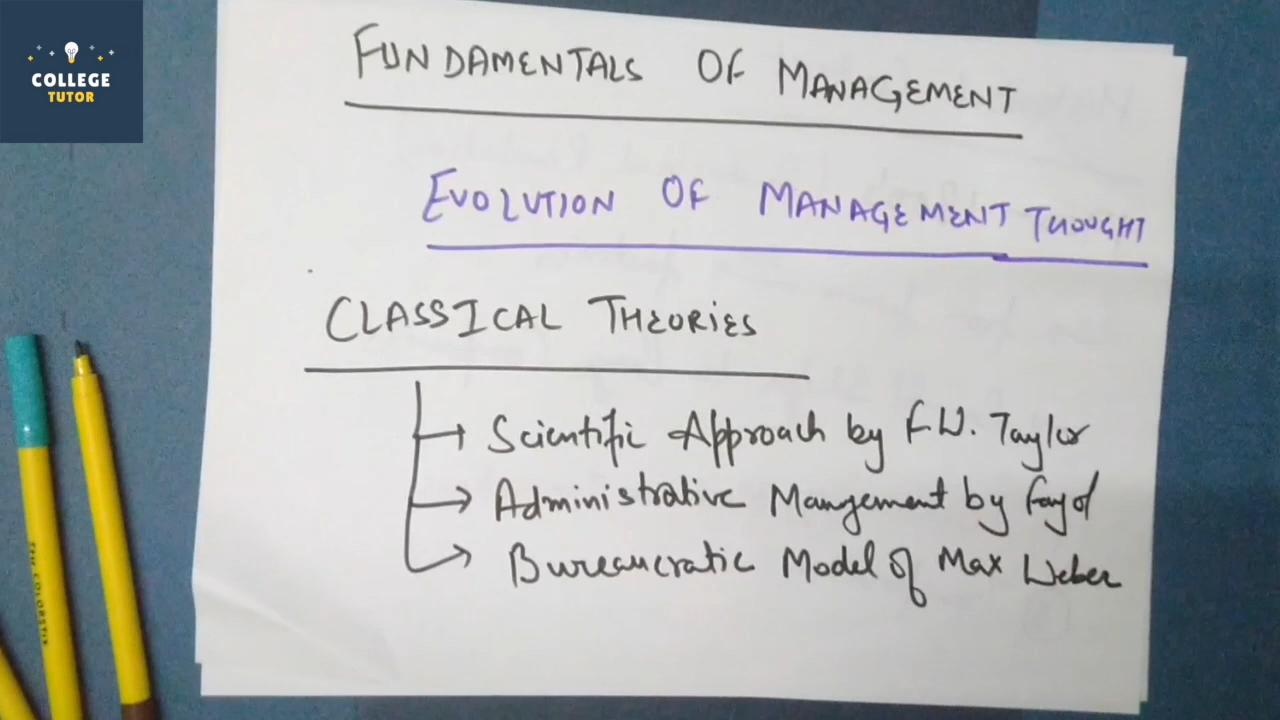 COLLEGE
TUTOR
FUNDAMENTALS OF MANAGEMENT
EVOLUTION OF MANAGEMENT THOUGHT
CLASSICAL THEORIES
Scientific Approach by F.W. Taylor
Administrative Management by Fayol
Bureaucratic Model of Max Weber